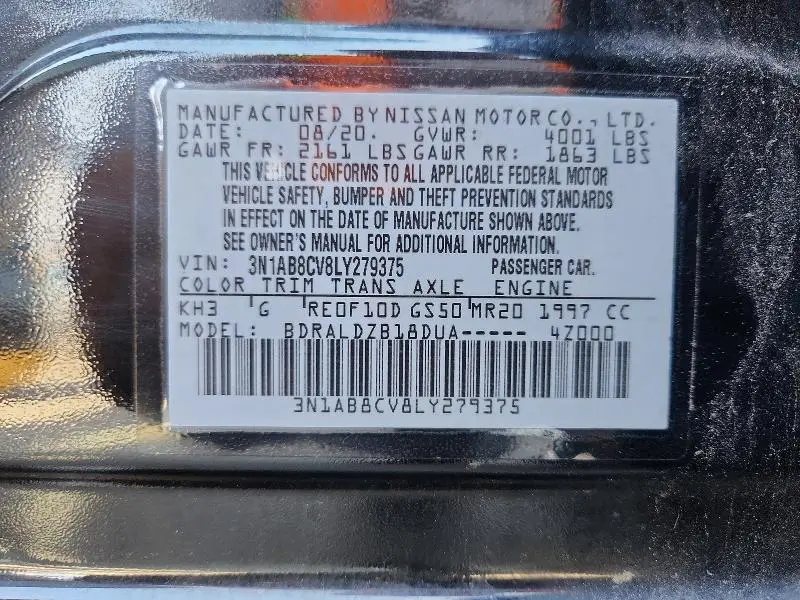 MANUFACTURED BY NISSAN MOTOR CO., LTD.
DATE: 08/20. GVWR: 4001 LBS
GAWR FR: 2161 LBS GAWR RR: 1863 LBS
THIS VEHICLE CONFORMS TO ALL APPLICABLE FEDERAL MOTOR
VEHICLE SAFETY, BUMPER AND THEFT PREVENTION STANDARDS
IN EFFECT ON THE DATE OF MANUFACTURE SHOWN ABOVE.
SEE OWNER'S MANUAL FOR ADDITIONAL INFORMATION.
VIN: 3N1AB8CV8LY279375 PASSENGER CAR.
COLOR TRIM TRANS AXLE ENGINE
KH3 G RE0F10D GS50 MR20 1997 CC
MODEL: BDRALDZB18DUA----- 4Z000
3N1AB8CV8LY279375